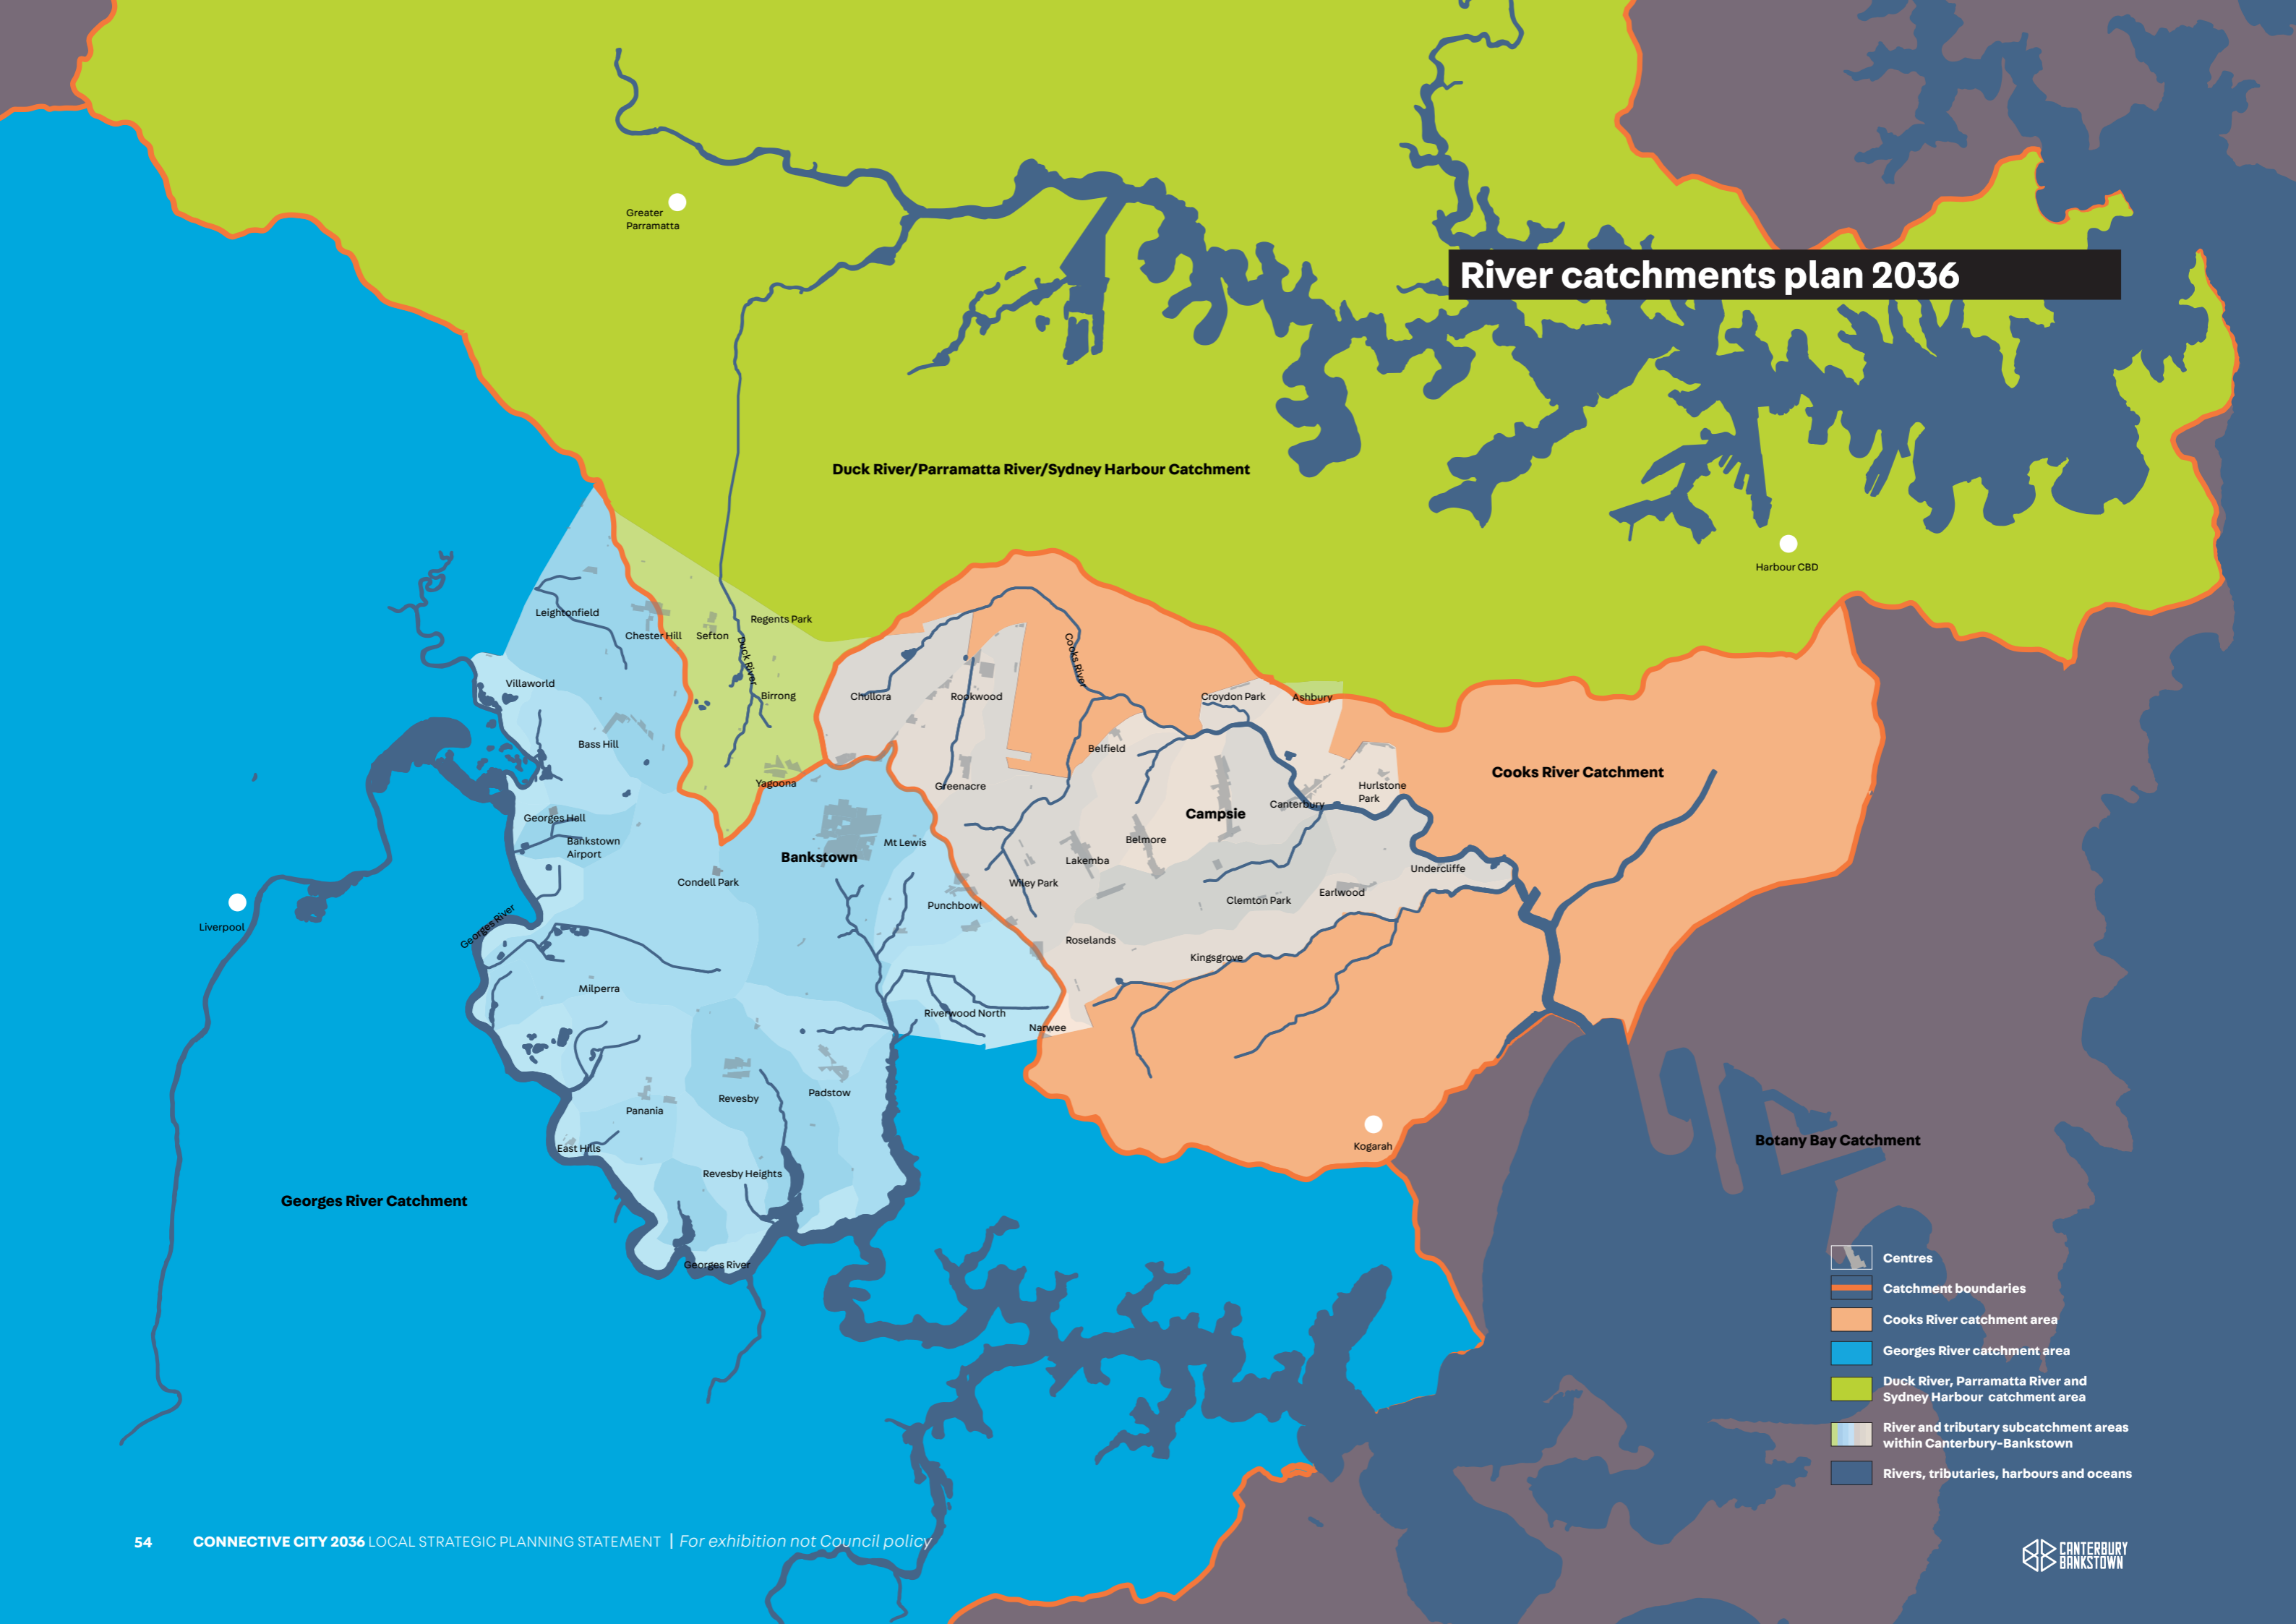 River catchments plan 2036
Greater
Parramatta
Duck River/Parramatta River/Sydney Harbour Catchment
Harbour CBD
Leightonfield
Chester Hill
Sefton
Regents Park
Duck River
Cooks River
Villaworld
Birrong
Chullora
Rookwood
Croydon Park
Ashbury
Bass Hill
Belfield
Yagoona
Greenacre
Cooks River Catchment
Hurlstone
Park
Canterbury
Campsie
Georges Hall
Bankstown
Airport
Bankstown
Mt Lewis
Belmore
Lakemba
Undercliffe
Condell Park
Wiley Park
Earlwood
Clemton Park
Punchbowl
Liverpool
Georges River
Roselands
Kingsgrove
Milperra
Riverwood North
Narwee
Revesby
Padstow
Panania
East Hills
Kogarah
Botany Bay Catchment
Revesby Heights
Georges River Catchment
Georges River
Centres
Catchment boundaries
Cooks River catchment area
Georges River catchment area
Duck River, Parramatta River and
Sydney Harbour catchment area
River and tributary subcatchment areas
within Canterbury-Bankstown
Rivers, tributaries, harbours and oceans
54 CONNECTIVE CITY 2036 LOCAL STRATEGIC PLANNING STATEMENT | For exhibition not Council policy
CANTERBURY
BANKSTOWN